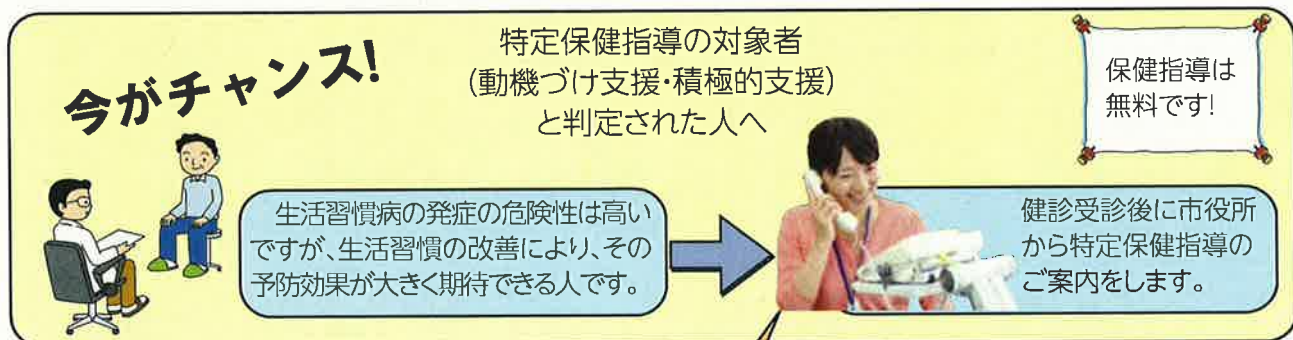 今がチャンス!
特定保健指導の対象者
(動機づけ支援・積極的支援)
と判定された人へ
保健指導は
無料です!
生活習慣病の発症の危険性は高い
ですが、生活習慣の改善により、その
予防効果が大きく期待できる人です。
健診受診後に市役所
から特定保健指導の
ご案内をします。